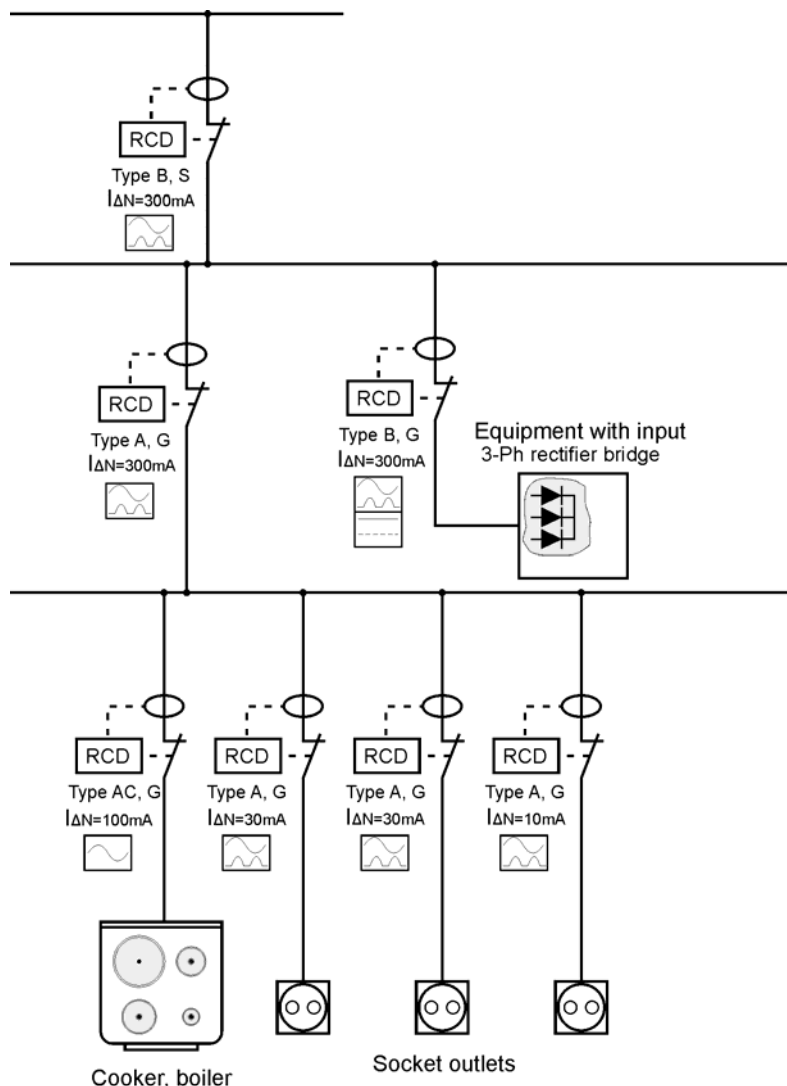 RCD
Type B, S
IΔN=300mA
RCD
Type A, G
IΔN=300mA
RCD
Type B, G
IΔN=300mA
Equipment with input
3-Ph rectifier bridge
RCD
Type AC, G
IΔN=100mA
RCD
Type A, G
IΔN=30mA
RCD
Type A, G
IΔN=30mA
RCD
Type A, G
IΔN=10mA
Cooker, boiler
Socket outlets